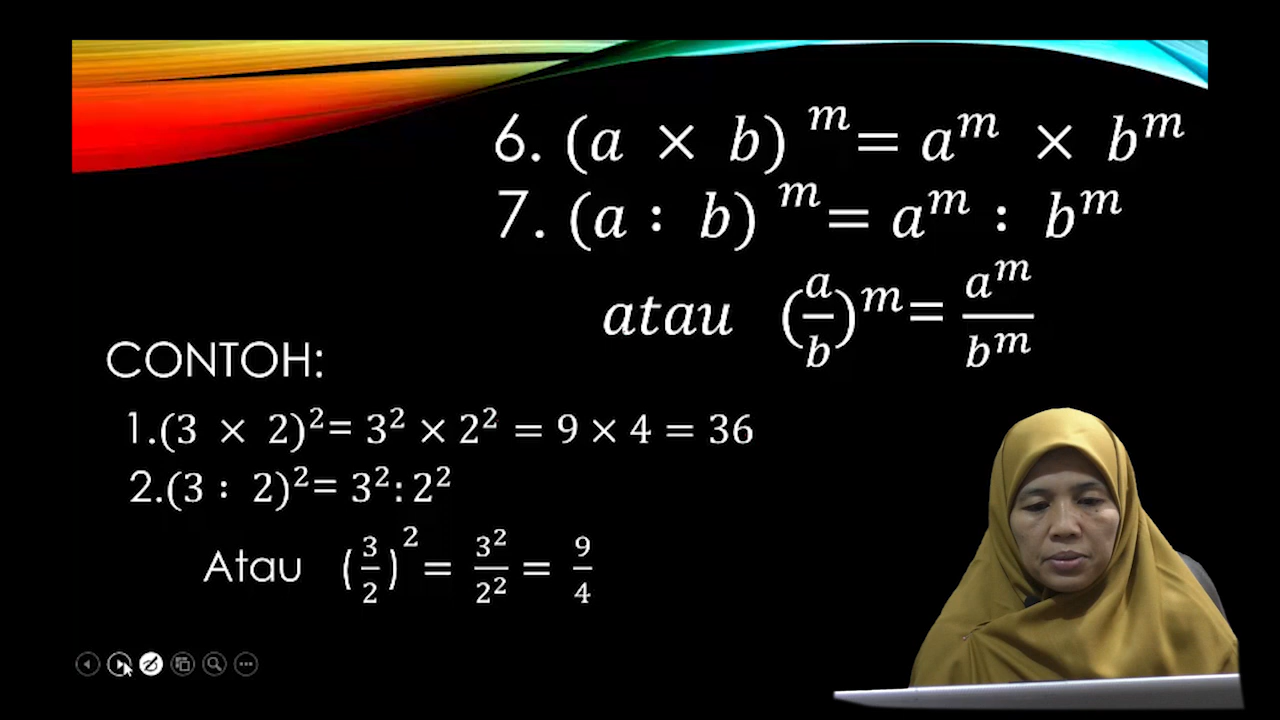 6. (a × b)ᵐ = aᵐ × bᵐ
7. (a : b)ᵐ = aᵐ : bᵐ
atau (a/b)ᵐ = aᵐ/bᵐ
CONTOH:
1.(3 × 2)² = 3² × 2² = 9 × 4 = 36
2.(3 : 2)² = 3² : 2²
Atau (3/2)² = 3²/2² = 9/4